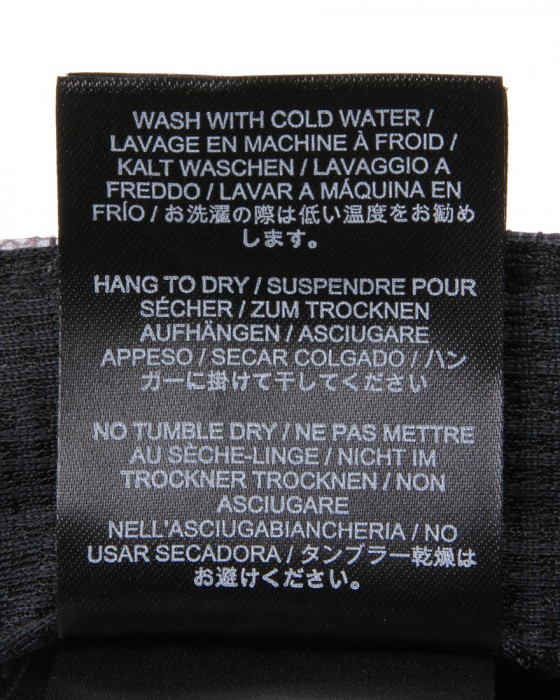 WASH WITH COLD WATER /
LAVAGE EN MACHINE À FROID /
KALT WASCHEN / LAVAGGIO A
FREDDO / LAVAR A MÁQUINA EN
FRÍO / お洗濯の際は低い温度をお勧め
します。
HANG TO DRY / SUSPENDRE POUR
SÉCHER / ZUM TROCKNEN
AUFHÄNGEN / ASCIUGARE
APPESO / SECAR COLGADO / ハン
ガーに掛けて干してください
NO TUMBLE DRY / NE PAS METTRE
AU SÈCHE-LINGE / NICHT IM
TROCKNER TROCKNEN / NON
ASCIUGARE
NELL'ASCIUGABIANCHERIA / NO
USAR SECADORA / タンブラー乾燥は
お避けください。